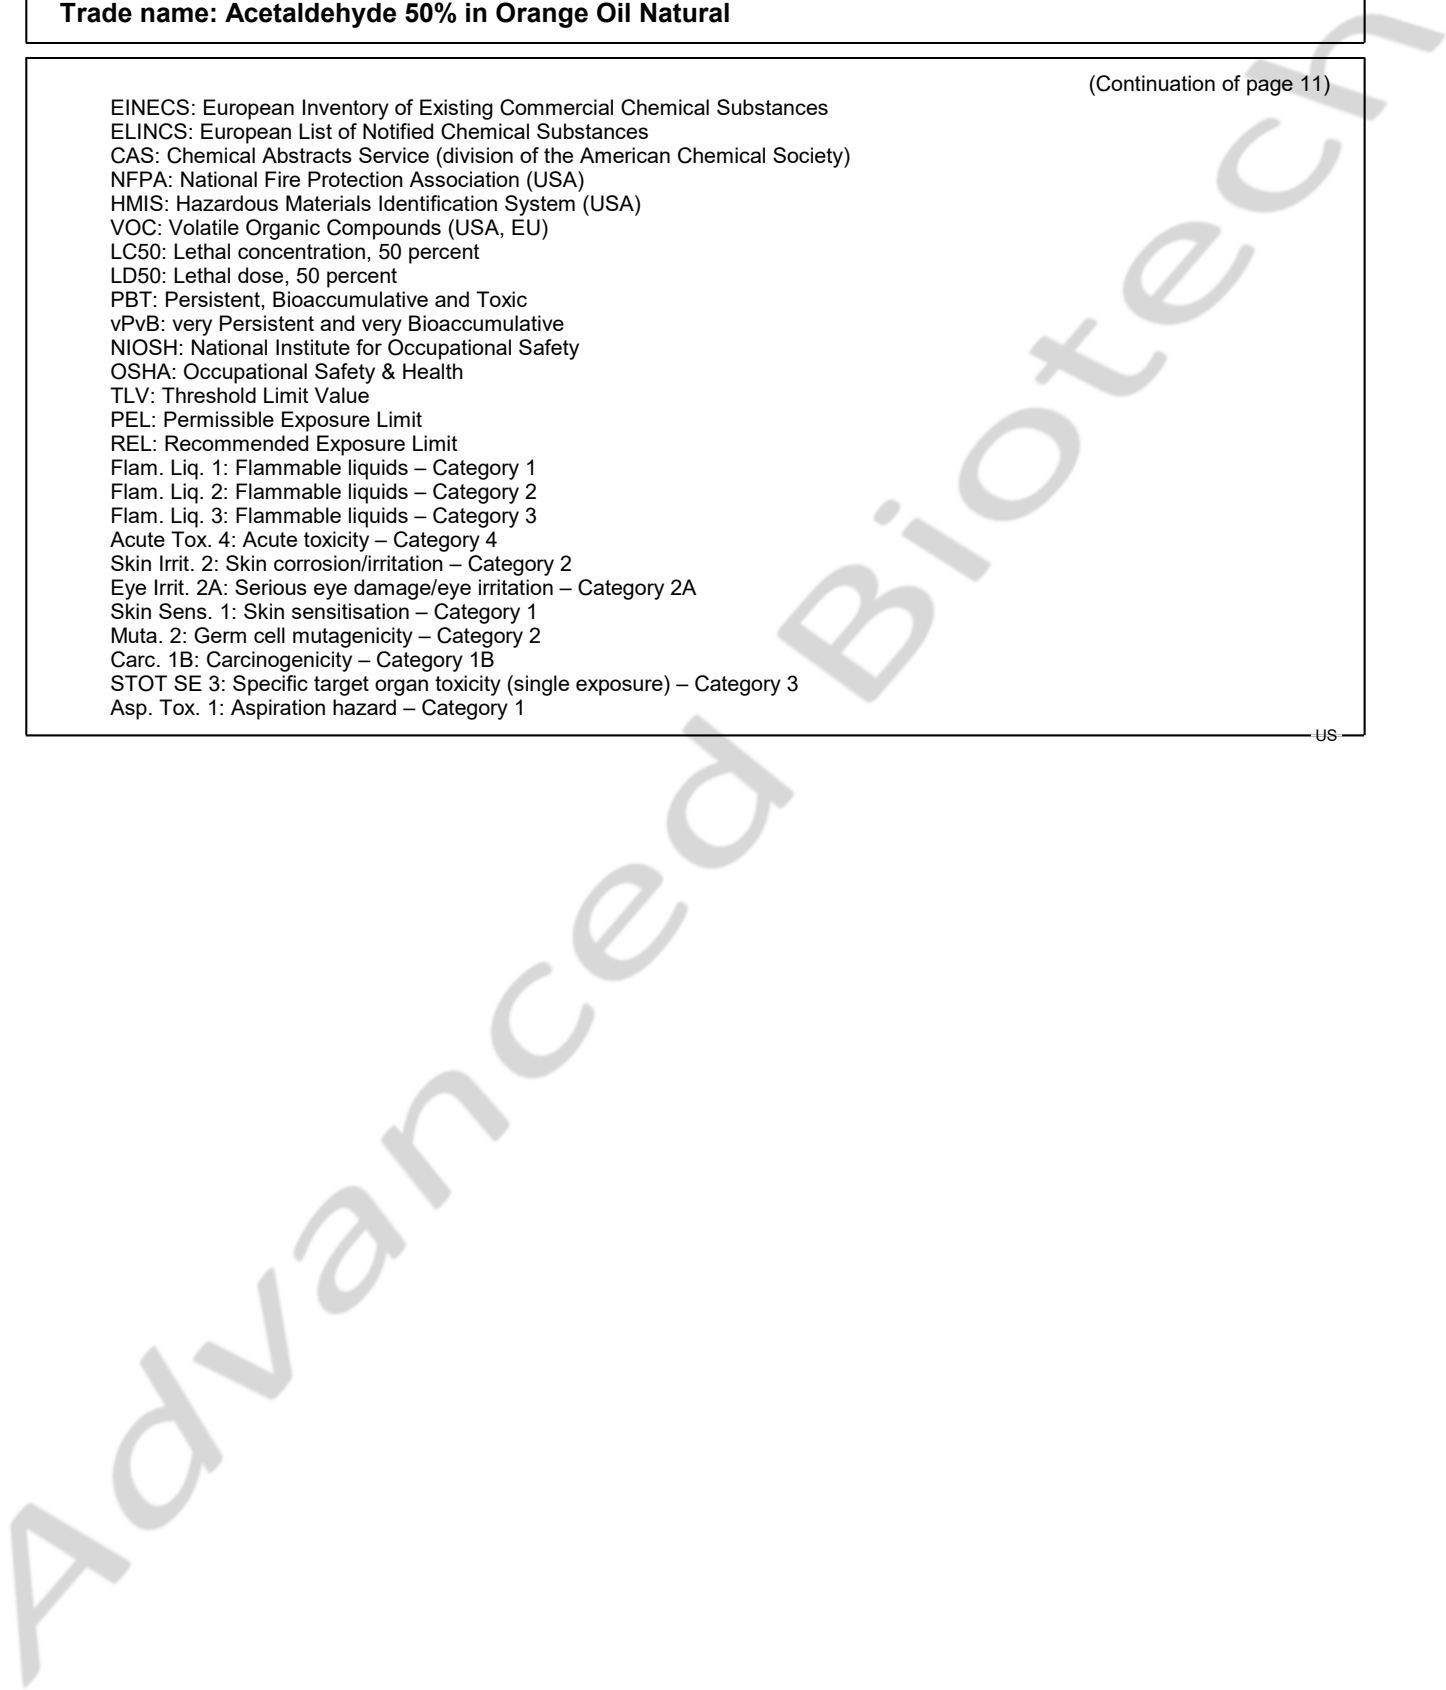 Trade name: Acetaldehyde 50% in Orange Oil Natural
(Continuation of page 11)
EINECS: European Inventory of Existing Commercial Chemical Substances
ELINCS: European List of Notified Chemical Substances
CAS: Chemical Abstracts Service (division of the American Chemical Society)
NFPA: National Fire Protection Association (USA)
HMIS: Hazardous Materials Identification System (USA)
VOC: Volatile Organic Compounds (USA, EU)
LC50: Lethal concentration, 50 percent
LD50: Lethal dose, 50 percent
PBT: Persistent, Bioaccumulative and Toxic
vPvB: very Persistent and very Bioaccumulative
NIOSH: National Institute for Occupational Safety
OSHA: Occupational Safety & Health
TLV: Threshold Limit Value
PEL: Permissible Exposure Limit
REL: Recommended Exposure Limit
Flam. Liq. 1: Flammable liquids – Category 1
Flam. Liq. 2: Flammable liquids – Category 2
Flam. Liq. 3: Flammable liquids – Category 3
Acute Tox. 4: Acute toxicity – Category 4
Skin Irrit. 2: Skin corrosion/irritation – Category 2
Eye Irrit. 2A: Serious eye damage/eye irritation – Category 2A
Skin Sens. 1: Skin sensitisation – Category 1
Muta. 2: Germ cell mutagenicity – Category 2
Carc. 1B: Carcinogenicity – Category 1B
STOT SE 3: Specific target organ toxicity (single exposure) – Category 3
Asp. Tox. 1: Aspiration hazard – Category 1
US
Advanced Biotech